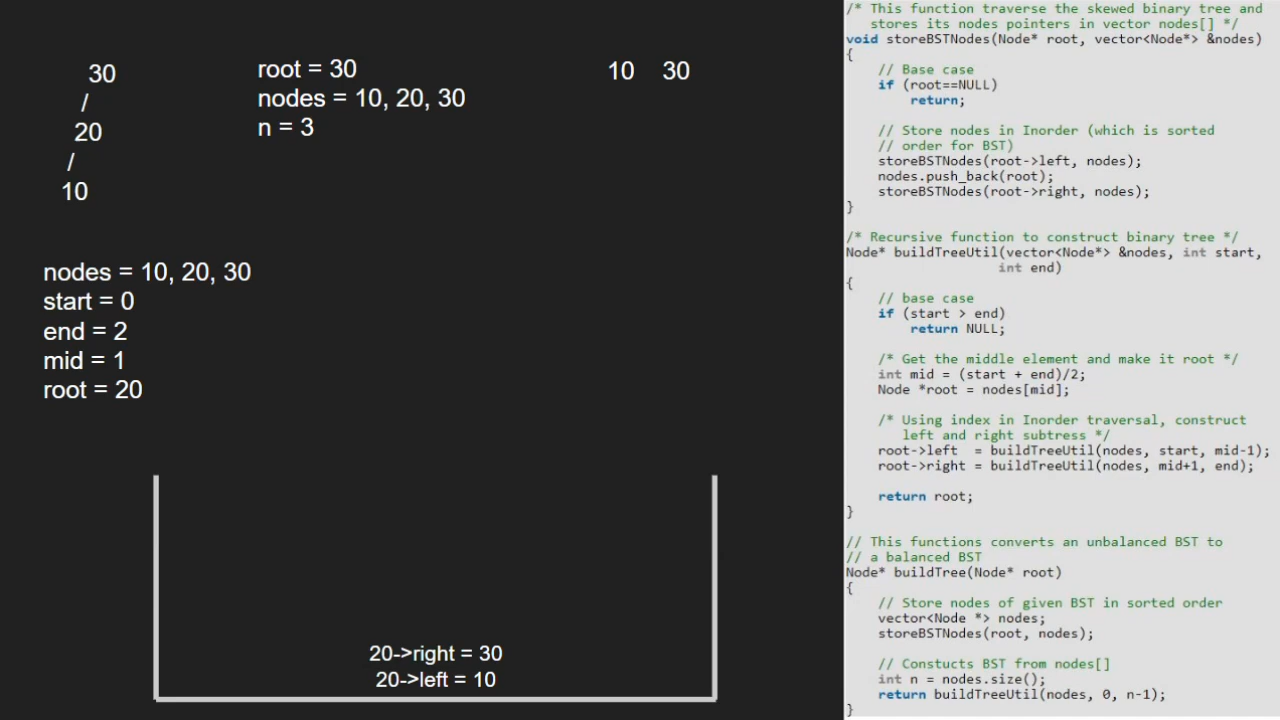 30
/
20
/
10
root = 30
nodes = 10, 20, 30
n = 3
10 30
nodes = 10, 20, 30
start = 0
end = 2
mid = 1
root = 20
20->right = 30
20->left = 10
/* This function traverse the skewed binary tree and
stores its nodes pointers in vector nodes[] */
void storeBSTNodes(Node* root, vector<Node*> &nodes)
{
// Base case
if (root==NULL)
return;
// Store nodes in Inorder (which is sorted
// order for BST)
storeBSTNodes(root->left, nodes);
nodes.push_back(root);
storeBSTNodes(root->right, nodes);
}
/* Recursive function to construct binary tree */
Node* buildTreeUtil(vector<Node*> &nodes, int start,
int end)
{
// base case
if (start > end)
return NULL;
/* Get the middle element and make it root */
int mid = (start + end)/2;
Node *root = nodes[mid];
/* Using index in Inorder traversal, construct
left and right subtress */
root->left  = buildTreeUtil(nodes, start, mid-1);
root->right = buildTreeUtil(nodes, mid+1, end);
return root;
}
// This functions converts an unbalanced BST to
// a balanced BST
Node* buildTree(Node* root)
{
// Store nodes of given BST in sorted order
vector<Node *> nodes;
storeBSTNodes(root, nodes);
// Constucts BST from nodes[]
int n = nodes.size();
return buildTreeUtil(nodes, 0, n-1);
}